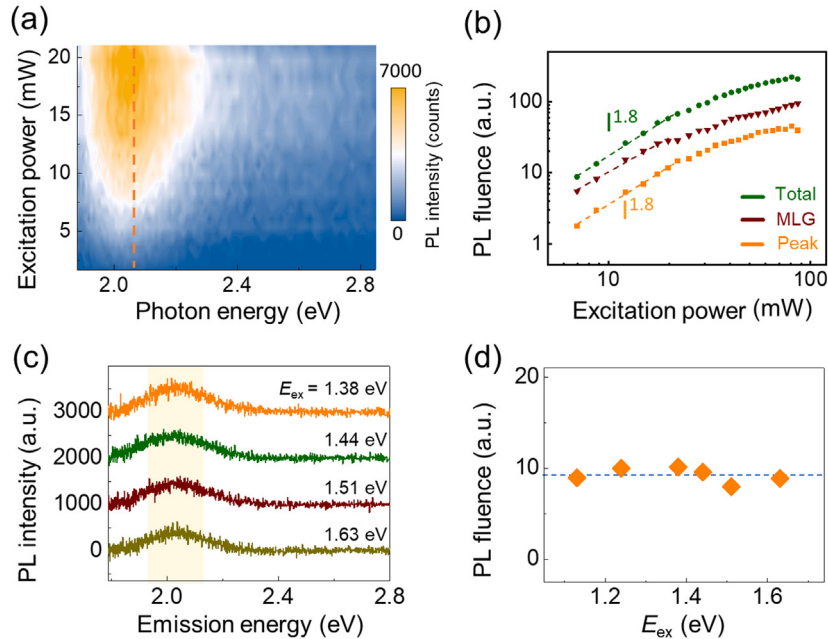 (a)
Excitation power (mW)
20
15
10
5
2.0
2.4
2.8
Photon energy (eV)
7000
0
PL intensity (counts)
(b)
PL fluence (a.u.)
100
10
1
1.8
1.8
Total
MLG
Peak
10
100
Excitation power (mW)
(c)
PL intensity (a.u.)
3000
2000
1000
0
Eex = 1.38 eV
1.44 eV
1.51 eV
1.63 eV
2.0
2.4
2.8
Emission energy (eV)
(d)
PL fluence (a.u.)
20
10
0
1.2
1.4
1.6
Eex (eV)